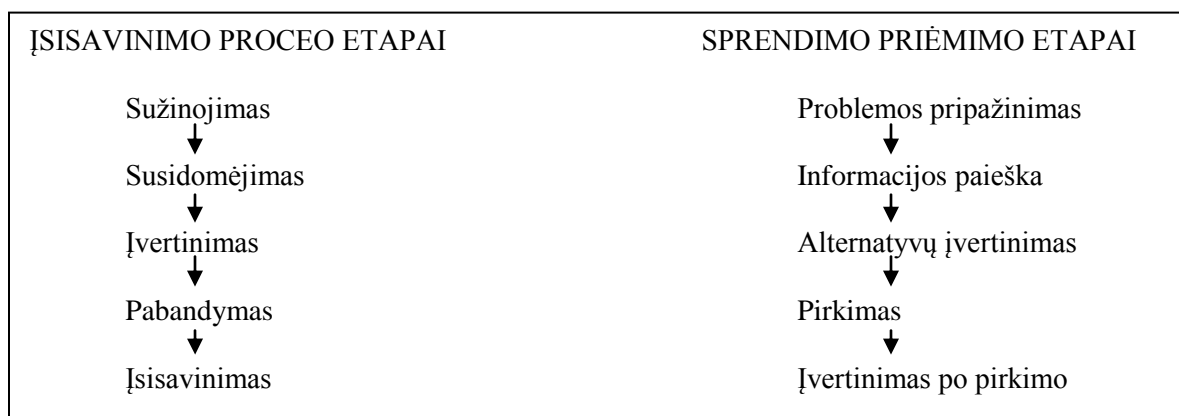 ĮSISAVINIMO PROCEO ETAPAI
Sužinojimas
Susidomėjimas
Įvertinimas
Pabandymas
Įsisavinimas
SPRENDIMO PRIĖMIMO ETAPAI
Problemos pripažinimas
Informacijos paieška
Alternatyvų įvertinimas
Pirkimas
Įvertinimas po pirkimo